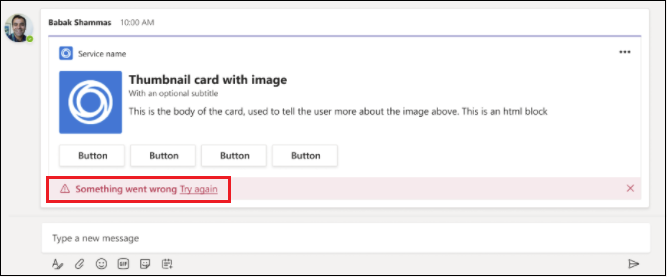 Babak Shammas 10:00 AM
Service name
Thumbnail card with image
With an optional subtitle
This is the body of the card, used to tell the user more about the image above. This is an html block
Button Button Button Button
Something went wrong Try again
Type a new message
GIF